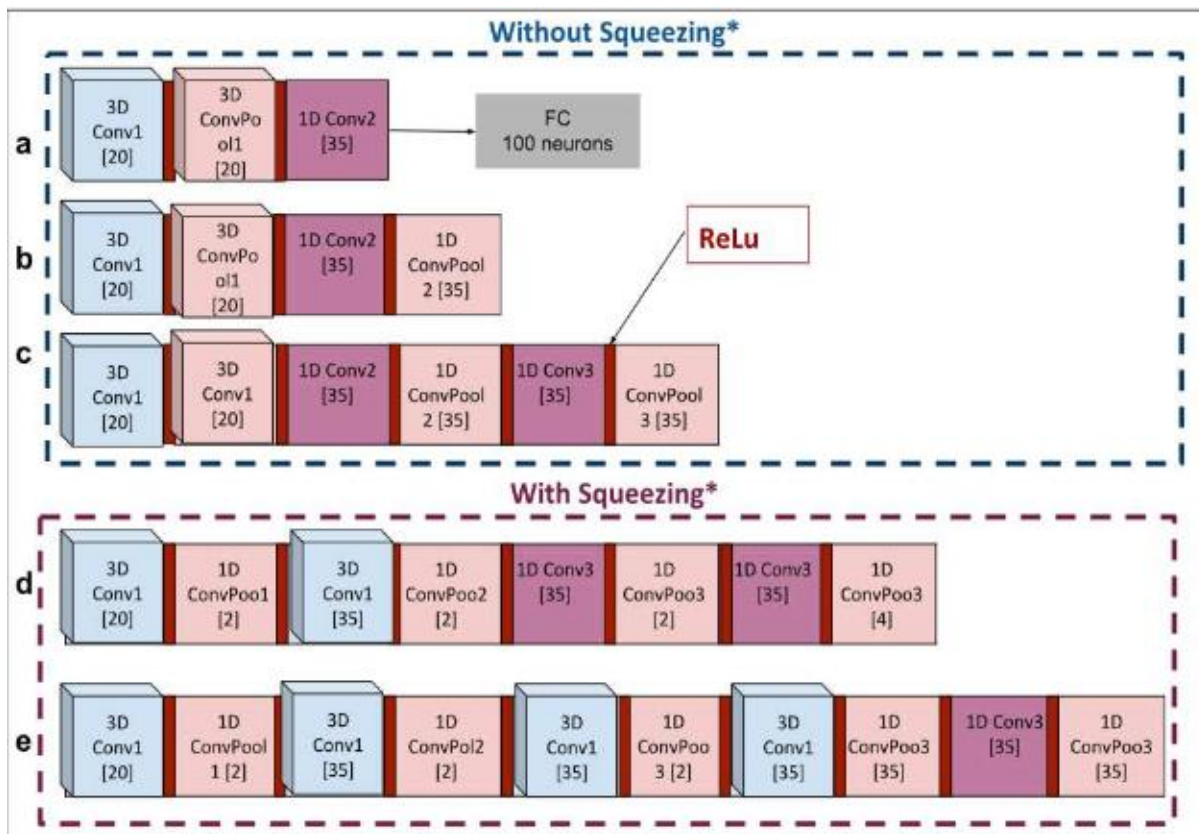 Without Squeezing*
a
3D
Conv1
[20]
3D
ConvPo
ol1
[20]
1D Conv2
[35]
FC
100 neurons
b
3D
Conv1
[20]
3D
ConvPo
ol1
[20]
1D Conv2
[35]
1D
ConvPool
2 [35]
ReLu
c
3D
Conv1
[20]
3D
Conv1
[20]
1D Conv2
[35]
1D
ConvPool
2 [35]
1D Conv3
[35]
1D
ConvPool
3 [35]
With Squeezing*
d
3D
Conv1
[20]
1D
ConvPoo1
[2]
3D
Conv1
[35]
1D
ConvPoo2
[2]
1D Conv3
[35]
1D
ConvPoo3
[2]
1D Conv3
[35]
1D
ConvPoo3
[4]
e
3D
Conv1
[20]
1D
ConvPool
1 [2]
3D
Conv1
[35]
1D
ConvPol2
[2]
3D
Conv1
[35]
1D
ConvPoo
3 [2]
3D
Conv1
[35]
1D
ConvPoo3
[35]
1D Conv3
[35]
1D
ConvPoo3
[35]